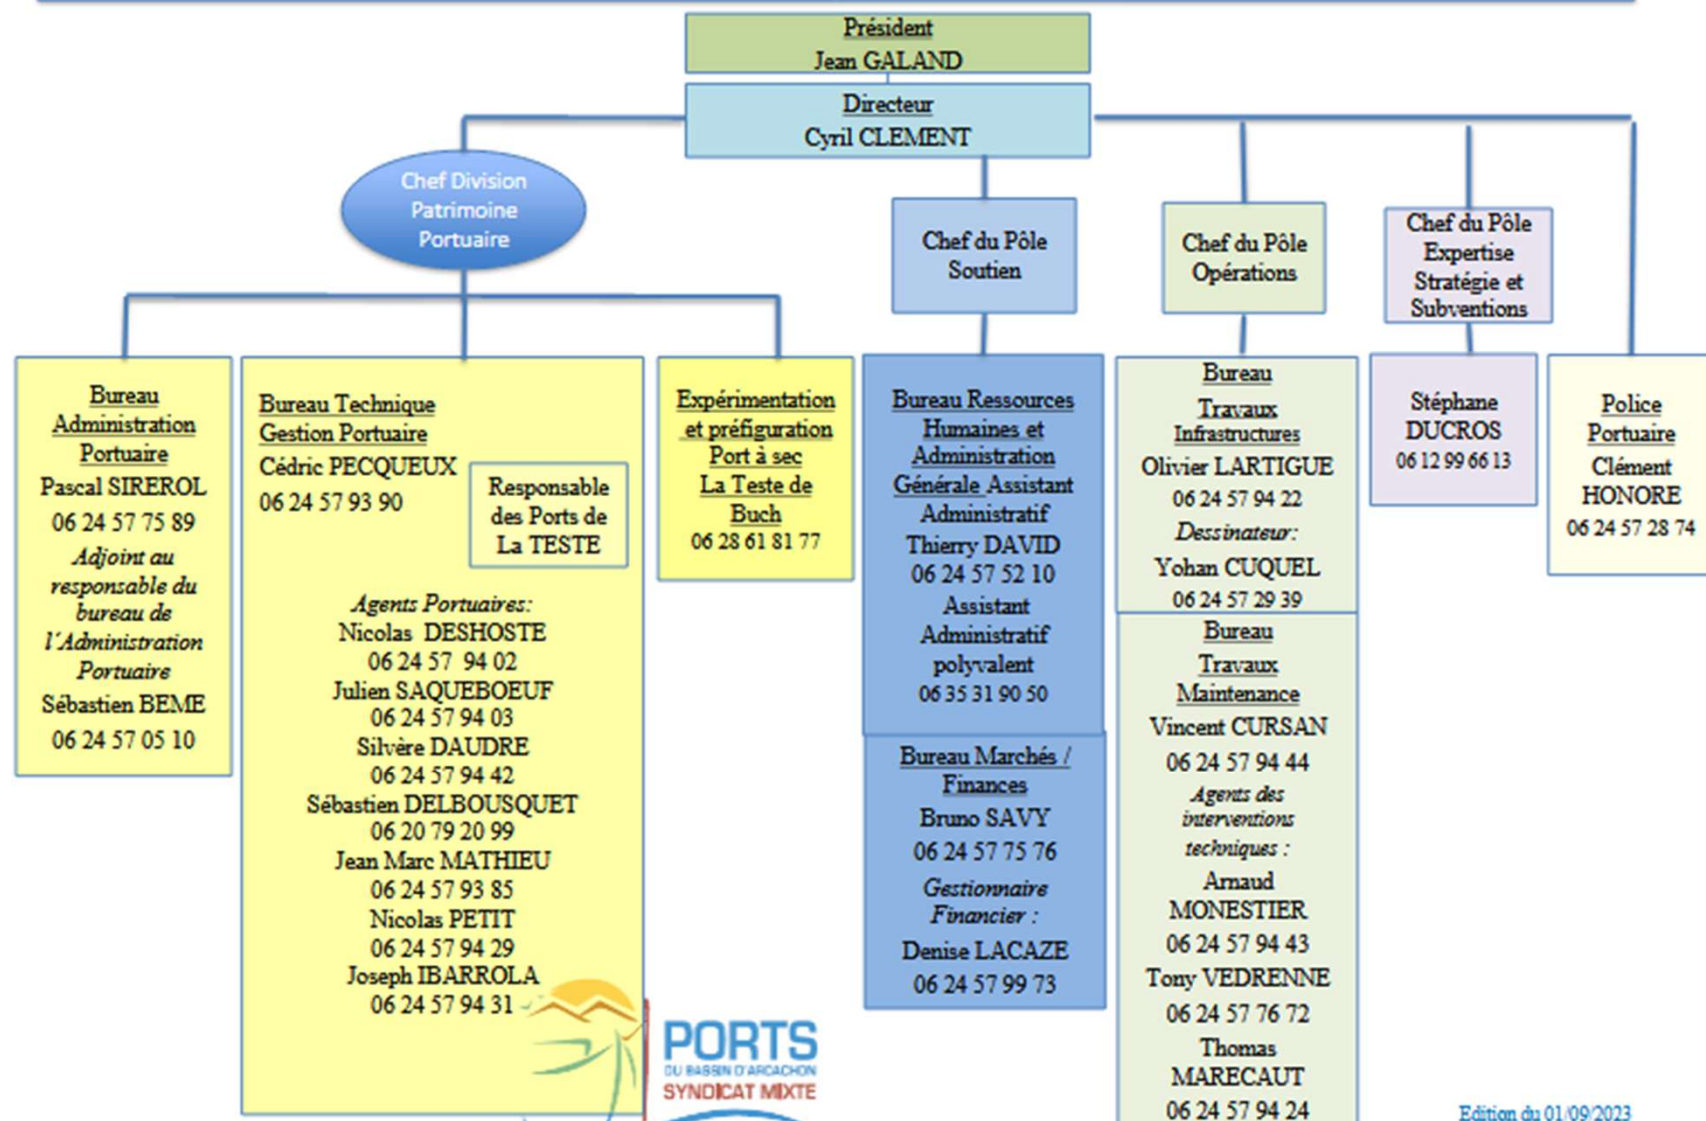 Président
Jean GALAND
Directeur
Cyril CLEMENT
Chef Division
Patrimoine
Portuaire
Chef du Pôle
Soutien
Chef du Pôle
Opérations
Chef du Pôle
Expertise
Stratégie et
Subventions
Bureau
Administration
Portuaire
Pascal SIREROL
06 24 57 75 89
Adjoint au
responsable du
bureau de
l'Administration
Portuaire
Sébastien BEME
06 24 57 05 10
Bureau Technique
Gestion Portuaire
Cédric PECQUEUX
06 24 57 93 90
Responsable
des Ports de
La TESTE
Agents Portuaires:
Nicolas DESHOSTE
06 24 57 94 02
Julien SAQUEBOEUF
06 24 57 94 03
Silvère DAUDRE
06 24 57 94 42
Sébastien DELBOUSQUET
06 20 79 20 99
Jean Marc MATHIEU
06 24 57 93 85
Nicolas PETIT
06 24 57 94 29
Joseph IBARROLA
06 24 57 94 31
Expérimentation
et préfiguration
Port à sec
La Teste de
Buch
06 28 61 81 77
Bureau Ressources
Humaines et
Administration
Générale Assistant
Administratif
Thierry DAVID
06 24 57 52 10
Assistant
Administratif
polyvalent
06 35 31 90 50
Bureau Marchés /
Finances
Bruno SAVY
06 24 57 75 76
Gestionnaire
Financier :
Denise LACAZE
06 24 57 99 73
Bureau
Travaux
Infrastructures
Olivier LARTIGUE
06 24 57 94 22
Dessinateur:
Yohan CUQUEL
06 24 57 29 39
Bureau
Travaux
Maintenance
Vincent CURSAN
06 24 57 94 44
Agents des
interventions
techniques :
Arnaud
MONESTIER
06 24 57 94 43
Tony VEDRENNE
06 24 57 76 72
Thomas
MARECAUT
06 24 57 94 24
Stéphane
DUCROS
06 12 99 66 13
Police
Portuaire
Clément
HONORE
06 24 57 28 74
PORTS
DU BASSIN D'ARCACHON
SYNDICAT MIXTE
Edition du 01/09/2023